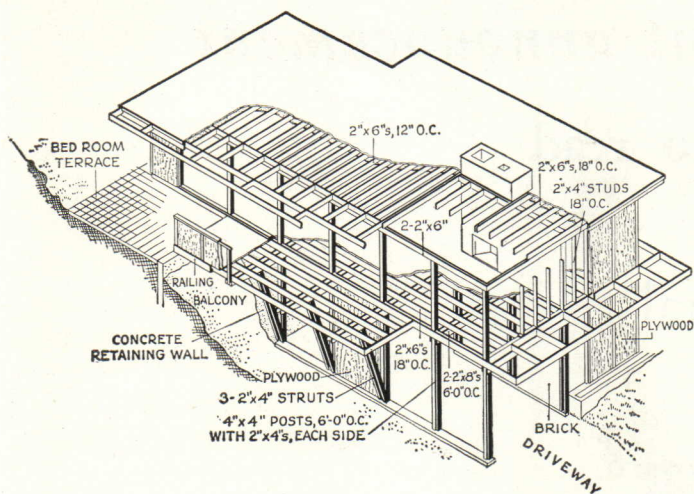 2"x6"s, 12" O.C.
BED ROOM
TERRACE
2"x6"s, 18" O.C.
2"x4" STUDS
18" O.C.
2-2"x6"
RAILING
BALCONY
PLYWOOD
CONCRETE
RETAINING WALL
2"x6"s
18" O.C.
2-2"x8"s
6'-0" O.C.
PLYWOOD
3-2"x4" STRUTS
4"x4" POSTS, 6'-0" O.C.
WITH 2"x4"s, EACH SIDE
BRICK
DRIVEWAY